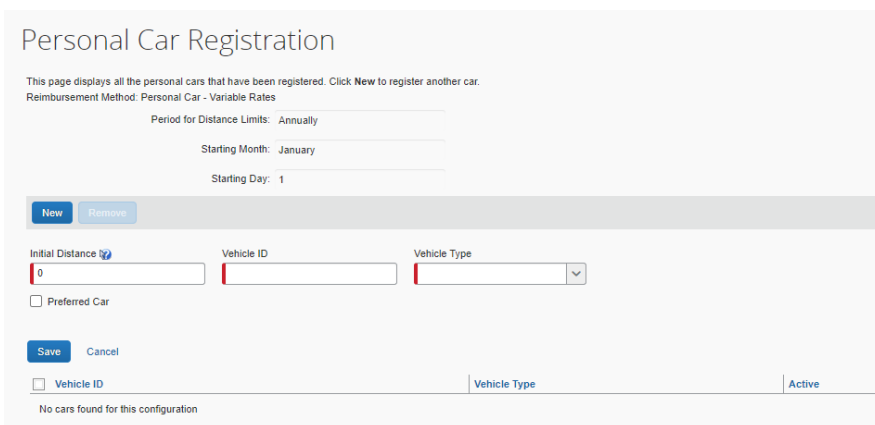 Personal Car Registration
This page displays all the personal cars that have been registered. Click New to register another car.
Reimbursement Method: Personal Car - Variable Rates
Period for Distance Limits: Annually
Starting Month: January
Starting Day: 1
New Remove
Initial Distance Vehicle ID Vehicle Type
0
Preferred Car
Save Cancel
Vehicle ID Vehicle Type Active
No cars found for this configuration